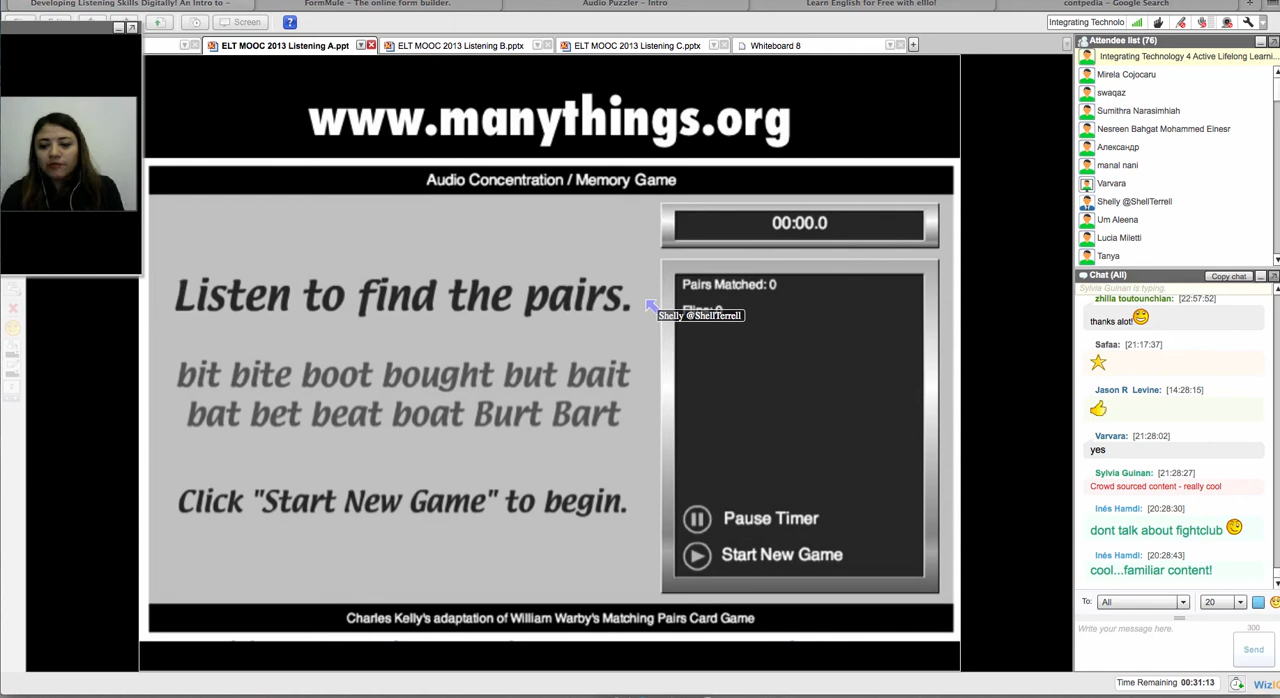 Developing Listening Skills Digitally! An Intro to -
FormMule - The online form builder.
Audio Puzzler - Intro
Learn English for Free with elllo!
contpedia - Google Search
Screen
Integrating Technolo
ELT MOOC 2013 Listening A.ppt
ELT MOOC 2013 Listening B.pptx
ELT MOOC 2013 Listening C.pptx
Whiteboard 8
www.manythings.org
Audio Concentration / Memory Game
00:00.0
Listen to find the pairs.
Pairs Matched: 0
Shelly @ShellTerrell
bit bite boot bought but bait
bat bet beat boat Burt Bart
Click "Start New Game" to begin.
Pause Timer
Start New Game
Charles Kelly's adaptation of William Warby's Matching Pairs Card Game
Attendee list (76)
Integrating Technology 4 Active Lifelong Learni...
Mirela Cojocaru
swaqaz
Sumithra Narasimhiah
Nesreen Bahgat Mohammed Elnesr
Александр
manal nani
Varvara
Shelly @ShellTerrell
Um Aleena
Lucia Miletti
Tanya
Chat (All)
Copy chat
Sylvia Guinan is typing.
zhilla toutounchian: [22:57:52]
thanks alot!
Safaa: [21:17:37]
Jason R Levine: [14:28:15]
Varvara: [21:28:02]
yes
Sylvia Guinan: [21:28:27]
Crowd sourced content - really cool
Inés Hamdi: [20:28:30]
dont talk about fightclub
Inés Hamdi: [20:28:43]
cool...familiar content!
To: All 20
Write your message here.
300
Send
Time Remaining 00:31:13